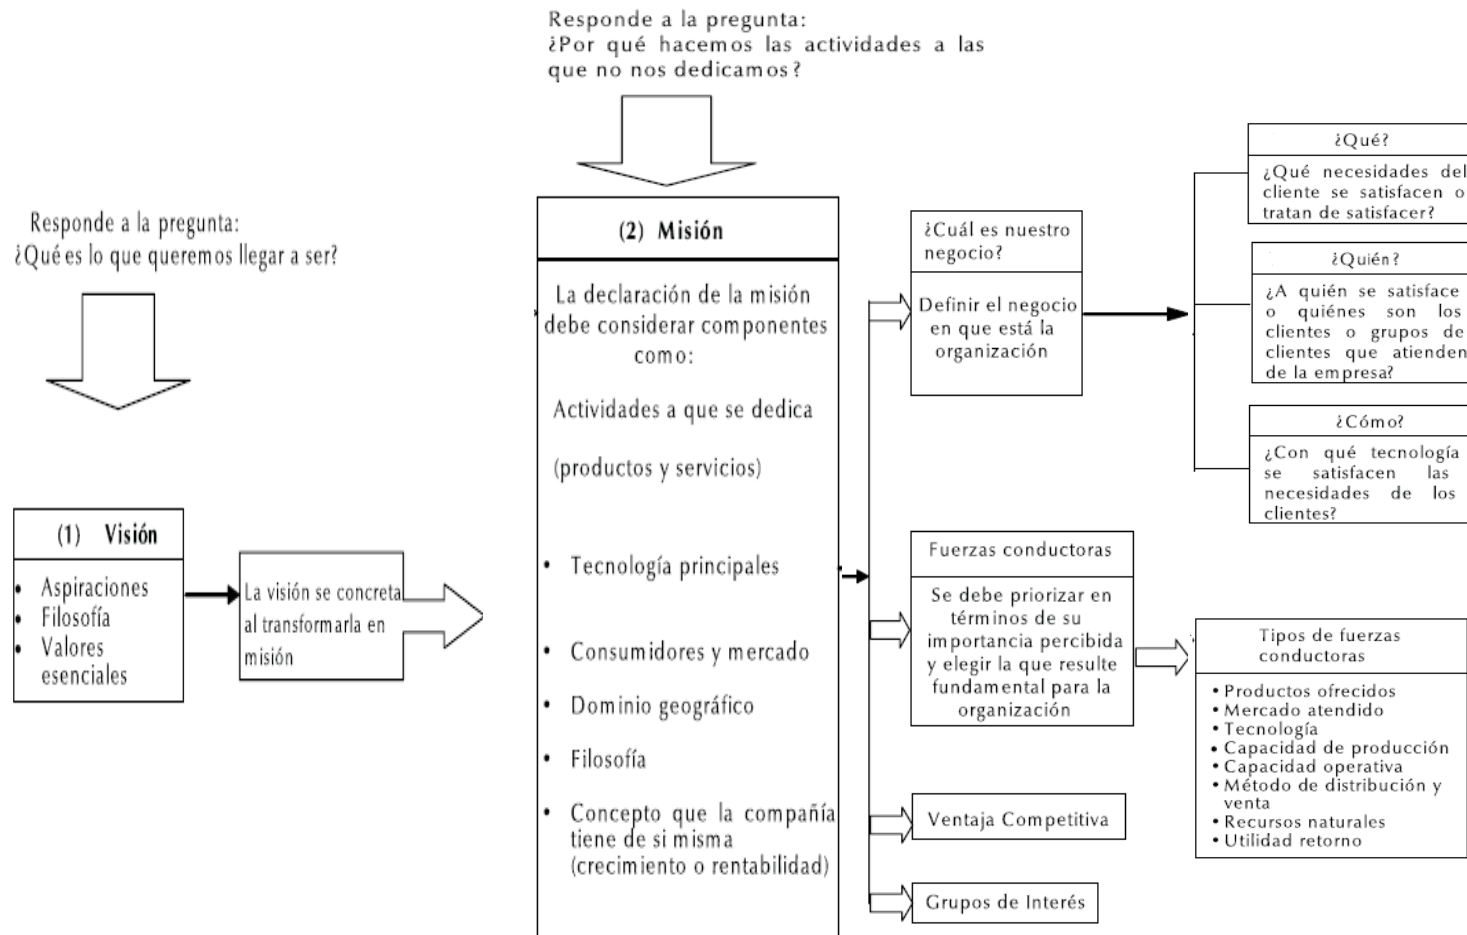 Responde a la pregunta:
¿Por qué hacemos las actividades a las
que no nos dedicamos?
Responde a la pregunta:
¿Qué es lo que queremos llegar a ser?
(1) Visión
• Aspiraciones
• Filosofía
• Valores
esenciales
La visión se concreta
al transformarla en
misión
(2) Misión
La declaración de la misión
debe considerar componentes
como:
Actividades a que se dedica
(productos y servicios)
• Tecnología principales
• Consumidores y mercado
• Dominio geográfico
• Filosofía
• Concepto que la compañía
tiene de si misma
(crecimiento o rentabilidad)
¿Cuál es nuestro
negocio?
Definir el negocio
en que está la
organización
¿Qué?
¿Qué necesidades del
cliente se satisfacen o
tratan de satisfacer?
¿Quién?
¿A quién se satisface
o quiénes son los
clientes o grupos de
clientes que atienden
de la empresa?
¿Cómo?
¿Con qué tecnología
se satisfacen las
necesidades de los
clientes?
Fuerzas conductoras
Se debe priorizar en
términos de su
importancia percibida
y elegir la que resulte
fundamental para la
organización
Tipos de fuerzas
conductoras
• Productos ofrecidos
• Mercado atendido
• Tecnología
• Capacidad de producción
• Capacidad operativa
• Método de distribución y
venta
• Recursos naturales
• Utilidad retorno
Ventaja Competitiva
Grupos de Interés